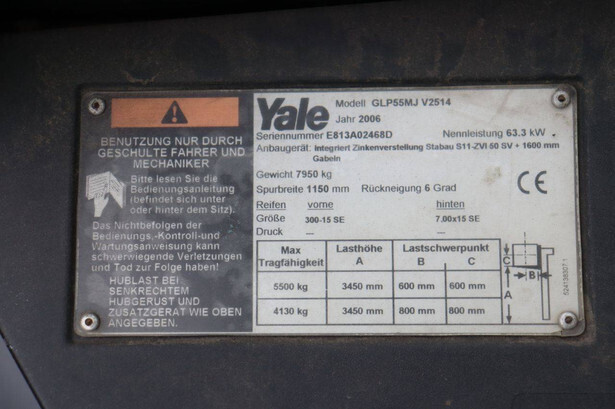 BENUTZUNG NUR DURCH
GESCHULTE FAHRER UND
MECHANIKER
Bitte lesen Sie die
Bedienungsanleitung
(befindet sich unter
oder hinter dem Sitz).
Das Nichtbefolgen der
Bedienungs,-Kontroll-und
Wartungsanweisung kann
schwerwiegende Verletzungen
und Tod zur Folge haben!
HUBLAST BEI
SENKRECHTEM
HUBGERUST UND
ZUSATZGERÄT WIE OBEN
ANGEGEBEN.
Yale
Modell GLP55MJ V2514
Jahr 2006
Seriennummer E813A02468D Nennleistung 63.3 kW
Anbaugerät: Integriert Zinkenverstellung Stabau S11-ZVI 50 SV + 1600 mm
Gabeln
Gewicht 7950 kg
Spurbreite 1150 mm Rückneigung 6 Grad
CE
Reifen vorne hinten
Größe 300-15 SE 7.00x15 SE
Druck — —
Max Tragfähigkeit Lasthöhe A Lastschwerpunkt B C
5500 kg 3450 mm 600 mm 600 mm
4130 kg 3450 mm 800 mm 800 mm
C
B
A